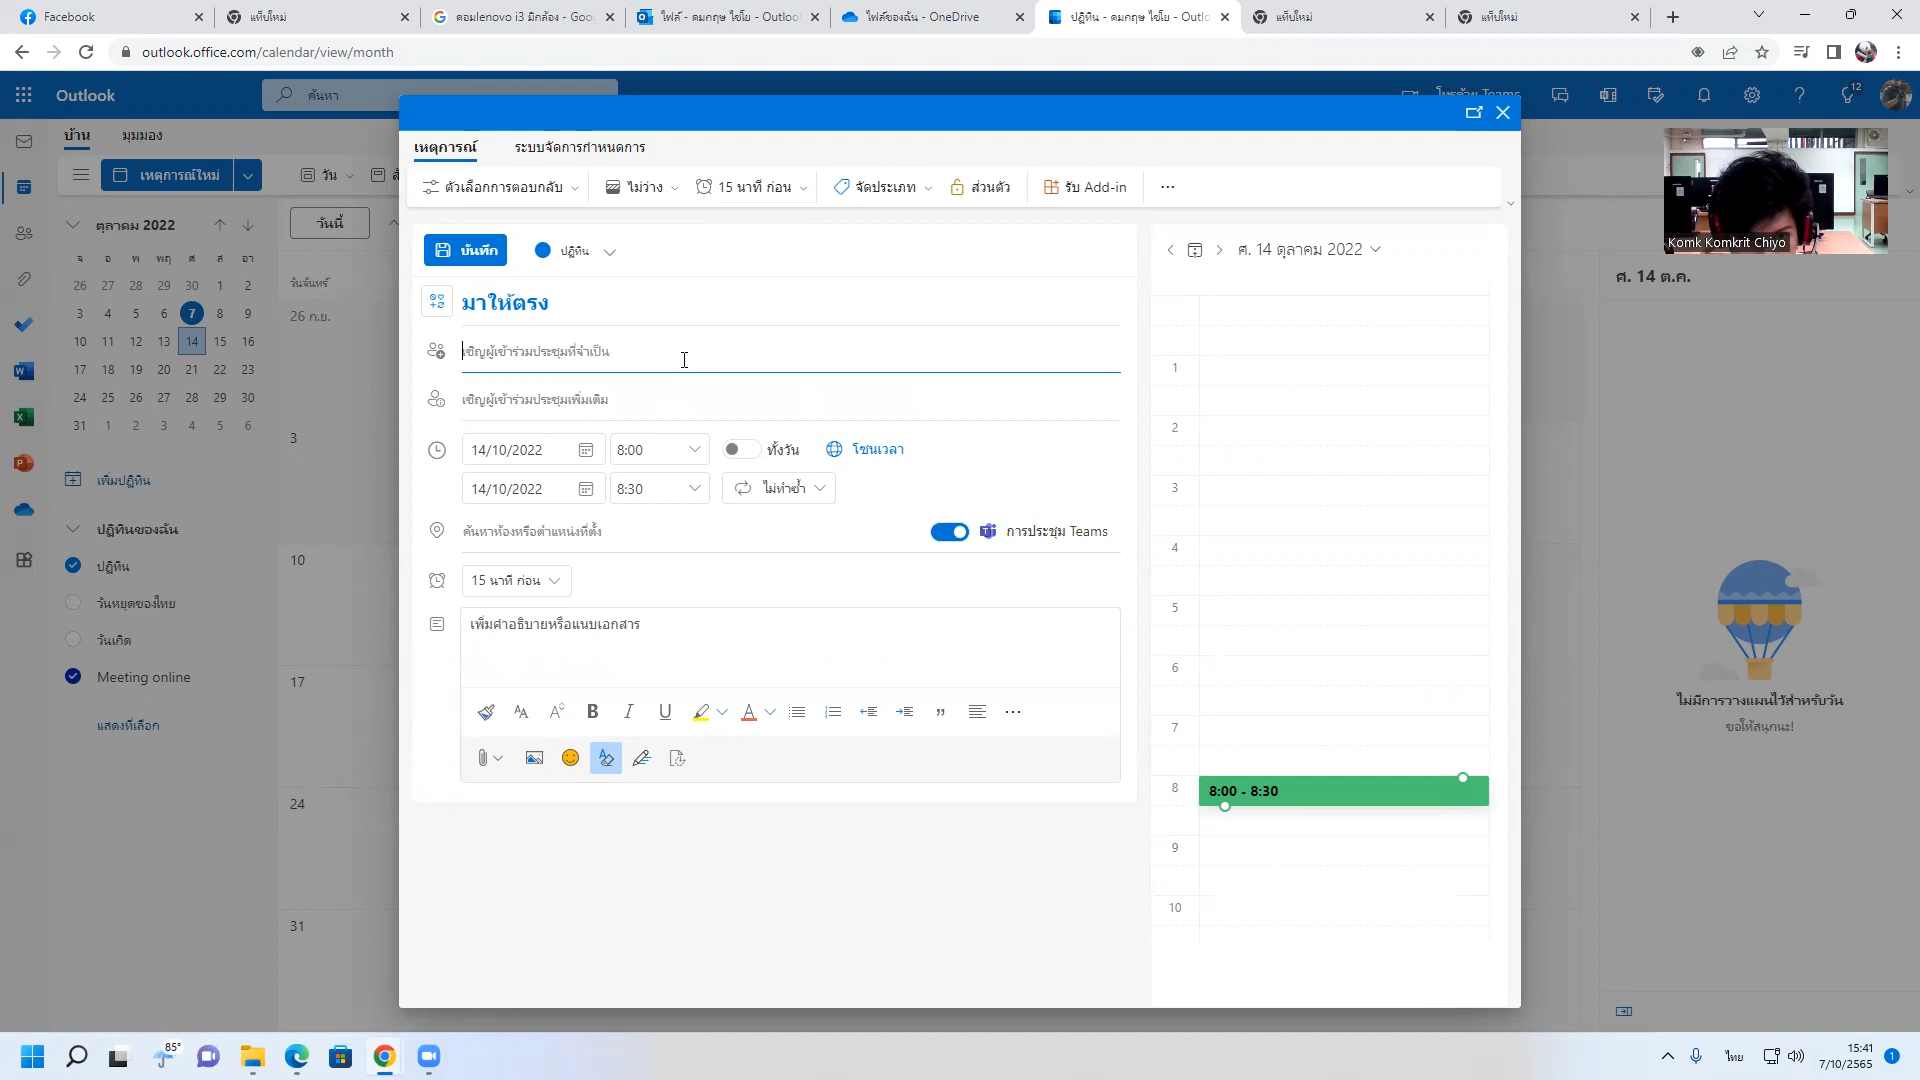 Facebook
แท็บใหม่
คอมlenovo i3 มีกล้อง - Goo
ไฟล์ - คมกฤษ ไชโย - Outloo
ไฟล์ของฉัน - OneDrive
ปฏิทิน - คมกฤษ ไชโย - Outlo
แท็บใหม่
แท็บใหม่
outlook.office.com/calendar/view/month
Outlook
ค้นหา
โทรด้วย Teams
12
บ้าน
มุมมอง
เหตุการณ์ใหม่
วัน
วันนี้
ตุลาคม 2022
จ อ พ พฤ ศ ส อา
26 27 28 29 30 1 2
3 4 5 6 7 8 9
10 11 12 13 14 15 16
17 18 19 20 21 22 23
24 25 26 27 28 29 30
31 1 2 3 4 5 6
วันจันทร์
26 ก.ย.
3
10
17
24
31
เพิ่มปฏิทิน
ปฏิทินของฉัน
ปฏิทิน
วันหยุดของไทย
วันเกิด
Meeting online
แสดงที่เลือก
เหตุการณ์
ระบบจัดการกำหนดการ
ตัวเลือกการตอบกลับ
ไม่ว่าง
15 นาที ก่อน
จัดประเภท
ส่วนตัว
รับ Add-in
บันทึก
ปฏิทิน
มาให้ตรง
เชิญผู้เข้าร่วมประชุมที่จำเป็น
เชิญผู้เข้าร่วมประชุมเพิ่มเติม
14/10/2022
8:00
ทั้งวัน
โซนเวลา
14/10/2022
8:30
ไม่ทำซ้ำ
ค้นหาห้องหรือตำแหน่งที่ตั้ง
การประชุม Teams
15 นาที ก่อน
เพิ่มคำอธิบายหรือแนบเอกสาร
ศ. 14 ตุลาคม 2022
1
2
3
4
5
6
7
8
8:00 - 8:30
9
10
Komk Komkrit Chiyo
ศ. 14 ต.ค.
ไม่มีการวางแผนไว้สำหรับวัน
ขอให้สนุกนะ!
85°
ไทย
15:41
7/10/2565
1